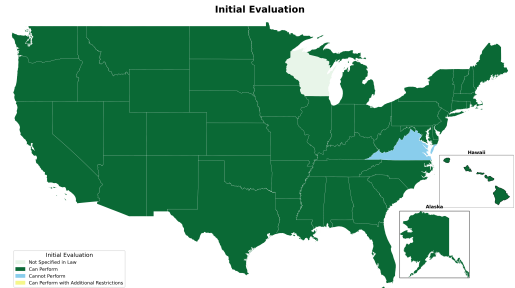 Initial Evaluation
Hawaii
Alaska
Initial Evaluation
Not Specified in Law
Can Perform
Cannot Perform
Can Perform with Additional Restrictions